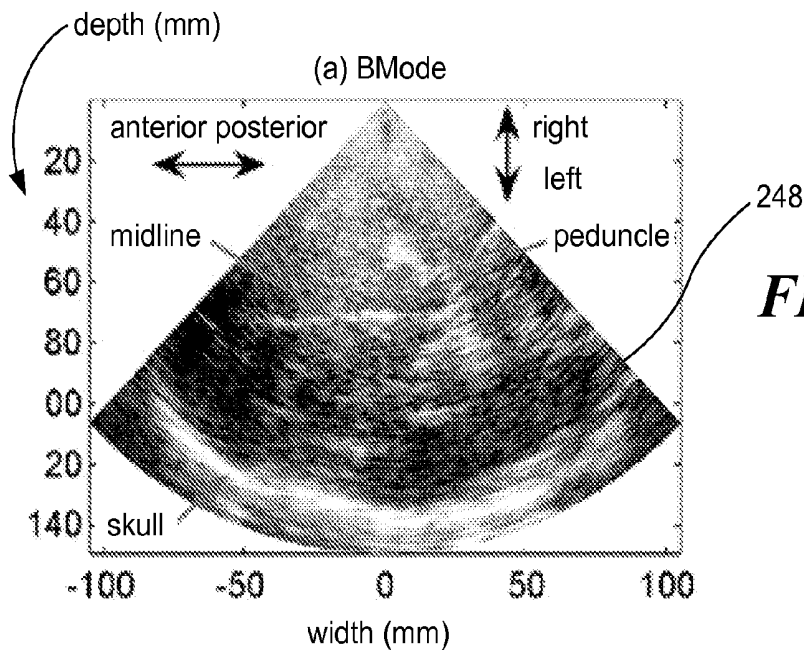 depth (mm)
(a) BMode
anterior posterior
right
left
midline
peduncle
248
FI
20
40
60
80
00
20
140
skull
-100 -50 0 50 100
width (mm)